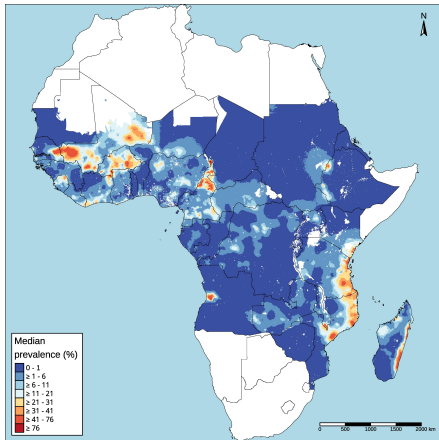 N
Median
prevalence (%)
0 - 1
≥ 1 - 6
≥ 6 - 11
≥ 11 - 21
≥ 21 - 31
≥ 31 - 41
≥ 41 - 76
≥ 76
0 500 1000 1500 2000 km